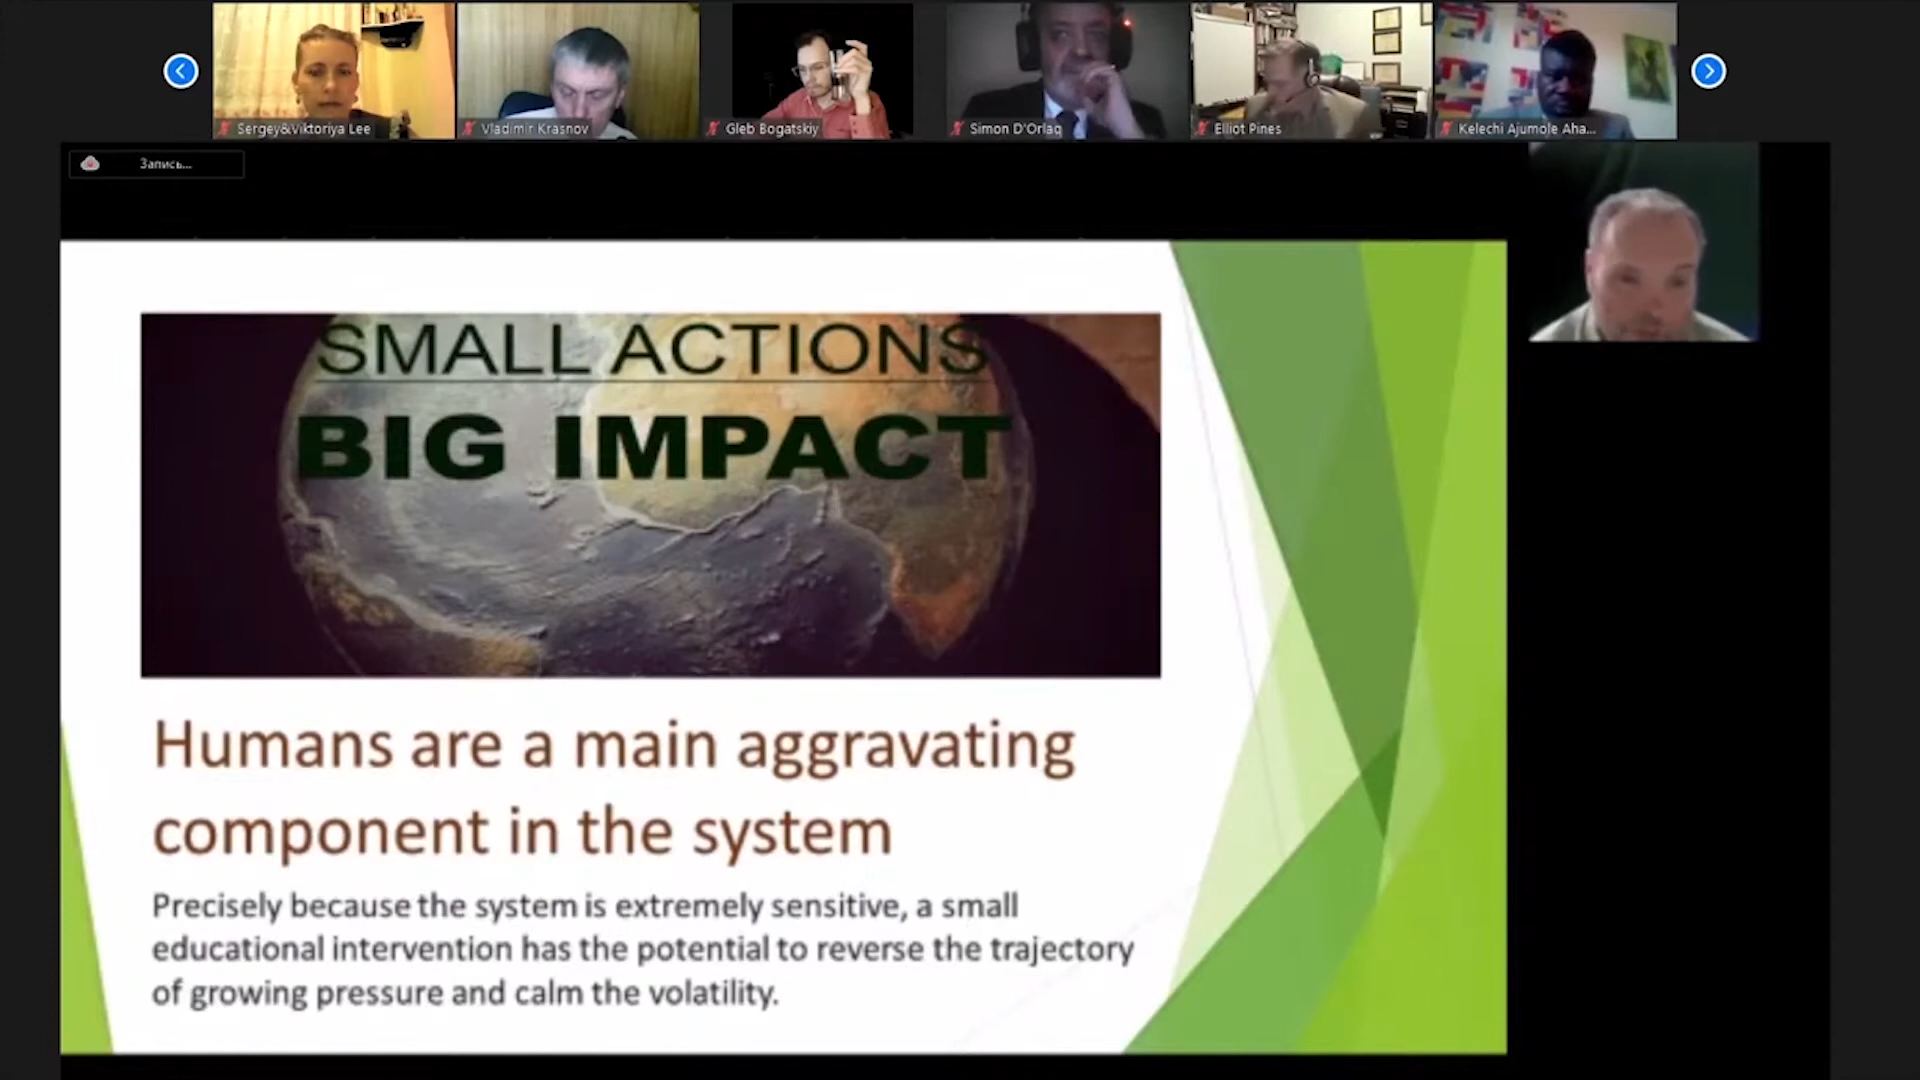 Sergey&Viktoriya Lee
Vladimir Krasnov
Gleb Bogatskiy
Simon D'Orlaq
Elliot Pines
Kelechi Ajumole Aha...
Запись...
SMALL ACTIONS
BIG IMPACT
Humans are a main aggravating
component in the system
Precisely because the system is extremely sensitive, a small
educational intervention has the potential to reverse the trajectory
of growing pressure and calm the volatility.